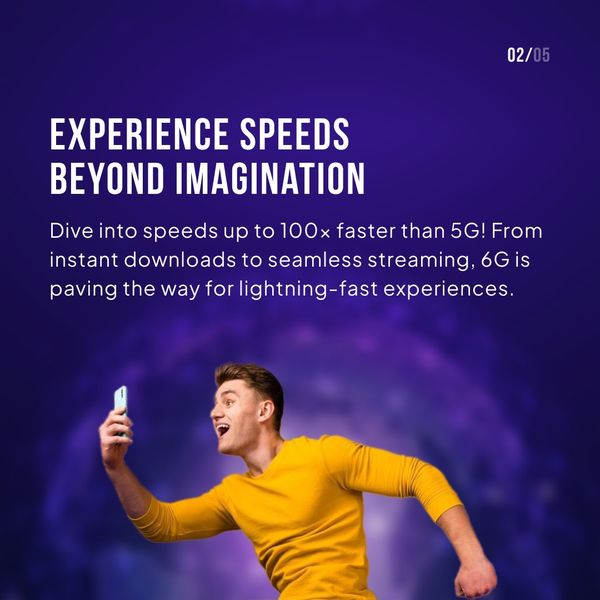 02/05
EXPERIENCE SPEEDS
BEYOND IMAGINATION
Dive into speeds up to 100× faster than 5G! From
instant downloads to seamless streaming, 6G is
paving the way for lightning-fast experiences.